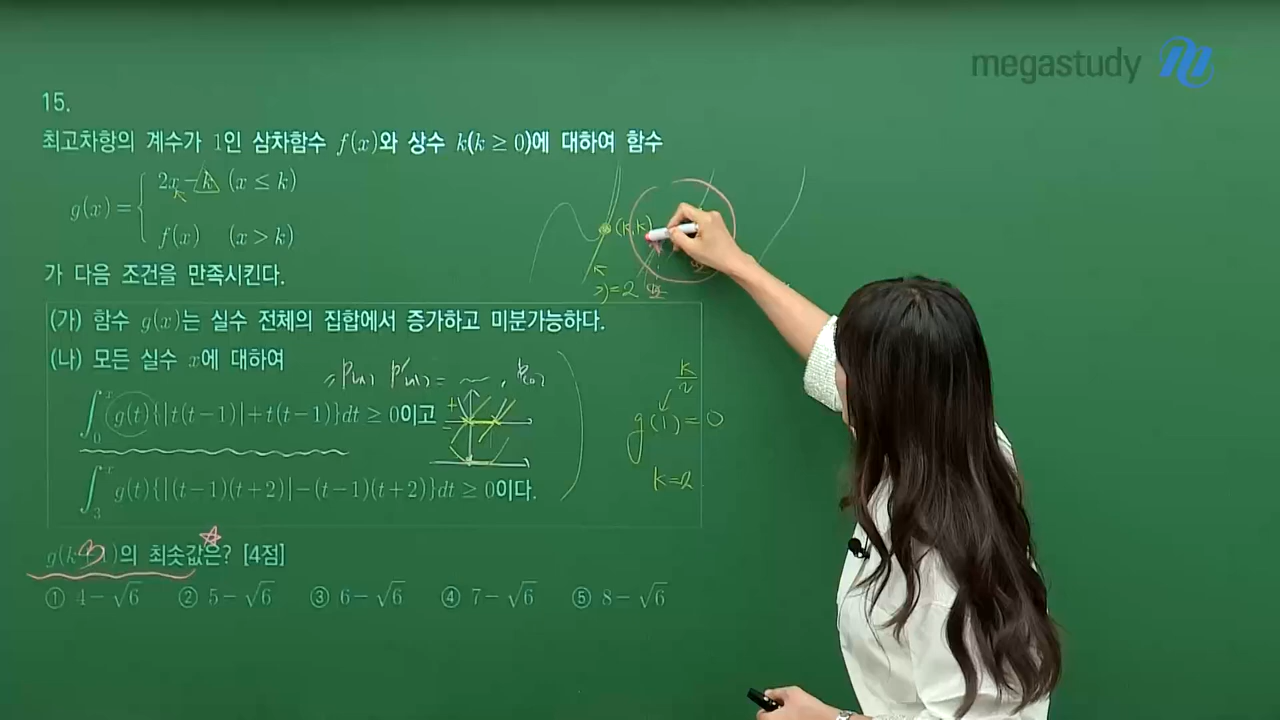 megastudy
15.
최고차항의 계수가 1인 삼차함수 f(x)와 상수 k(k ≥ 0)에 대하여 함수
g(x) = { 2x-k (x ≤ k)
f(x) (x > k)
(k, k)
가 다음 조건을 만족시킨다.
=2
(가) 함수 g(x)는 실수 전체의 집합에서 증가하고 미분가능하다.
(나) 모든 실수 x에 대하여
k/2
∫₀ˣ g(t){|t(t-1)|+t(t-1)}dt ≥ 0이고
g(1)=0
∫₃ˣ g(t){|(t-1)(t+2)|-(t-1)(t+2)}dt ≥ 0이다.
k=2
g(k+1)의 최솟값은? [4점]
① 4-√6 ② 5-√6 ③ 6-√6 ④ 7-√6 ⑤ 8-√6